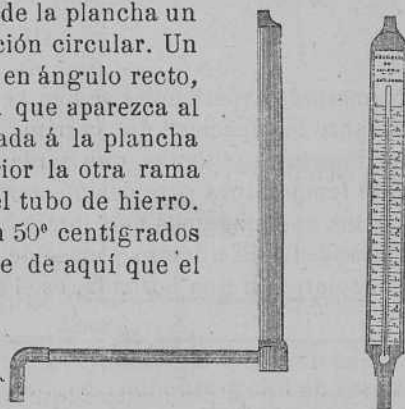 de la plancha un
ción circular. Un
en ángulo recto,
que aparezca al
ada á la plancha
rior la otra rama
el tubo de hierro.
50º centígrados
e de aquí que el